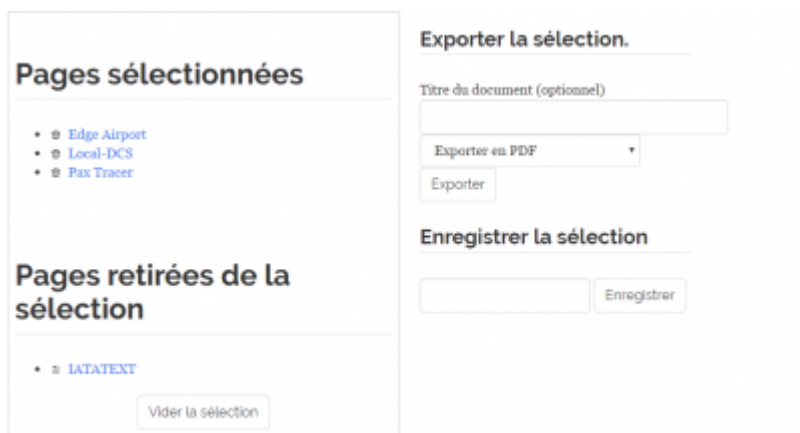 Pages sélectionnées
Edge Airport
Local-DCS
Pax Tracer
Pages retirées de la
sélection
IATATEXT
Vider la sélection
Exporter la sélection.
Titre du document (optionnel)
Exporter en PDF
Exporter
Enregistrer la sélection
Enregistrer